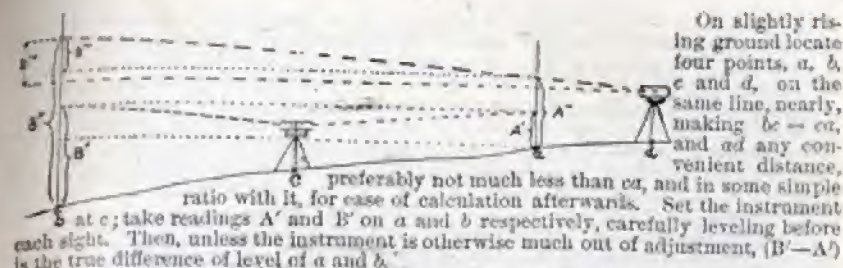 On slightly ris-
ing ground locate
four points, a, b,
c and d, on the
same line, nearly,
making bc = ca,
and ad any con-
venient distance,
preferably not much less than ca, and in some simple
ratio with it, for ease of calculation afterwards. Set the instrument
at c; take readings A′ and B′ on a and b respectively, carefully leveling before
each sight. Then, unless the instrument is otherwise much out of adjustment, (B′—A′)
is the true difference of level of a and b.
B′
A″
A′
B′
c
a
d
b